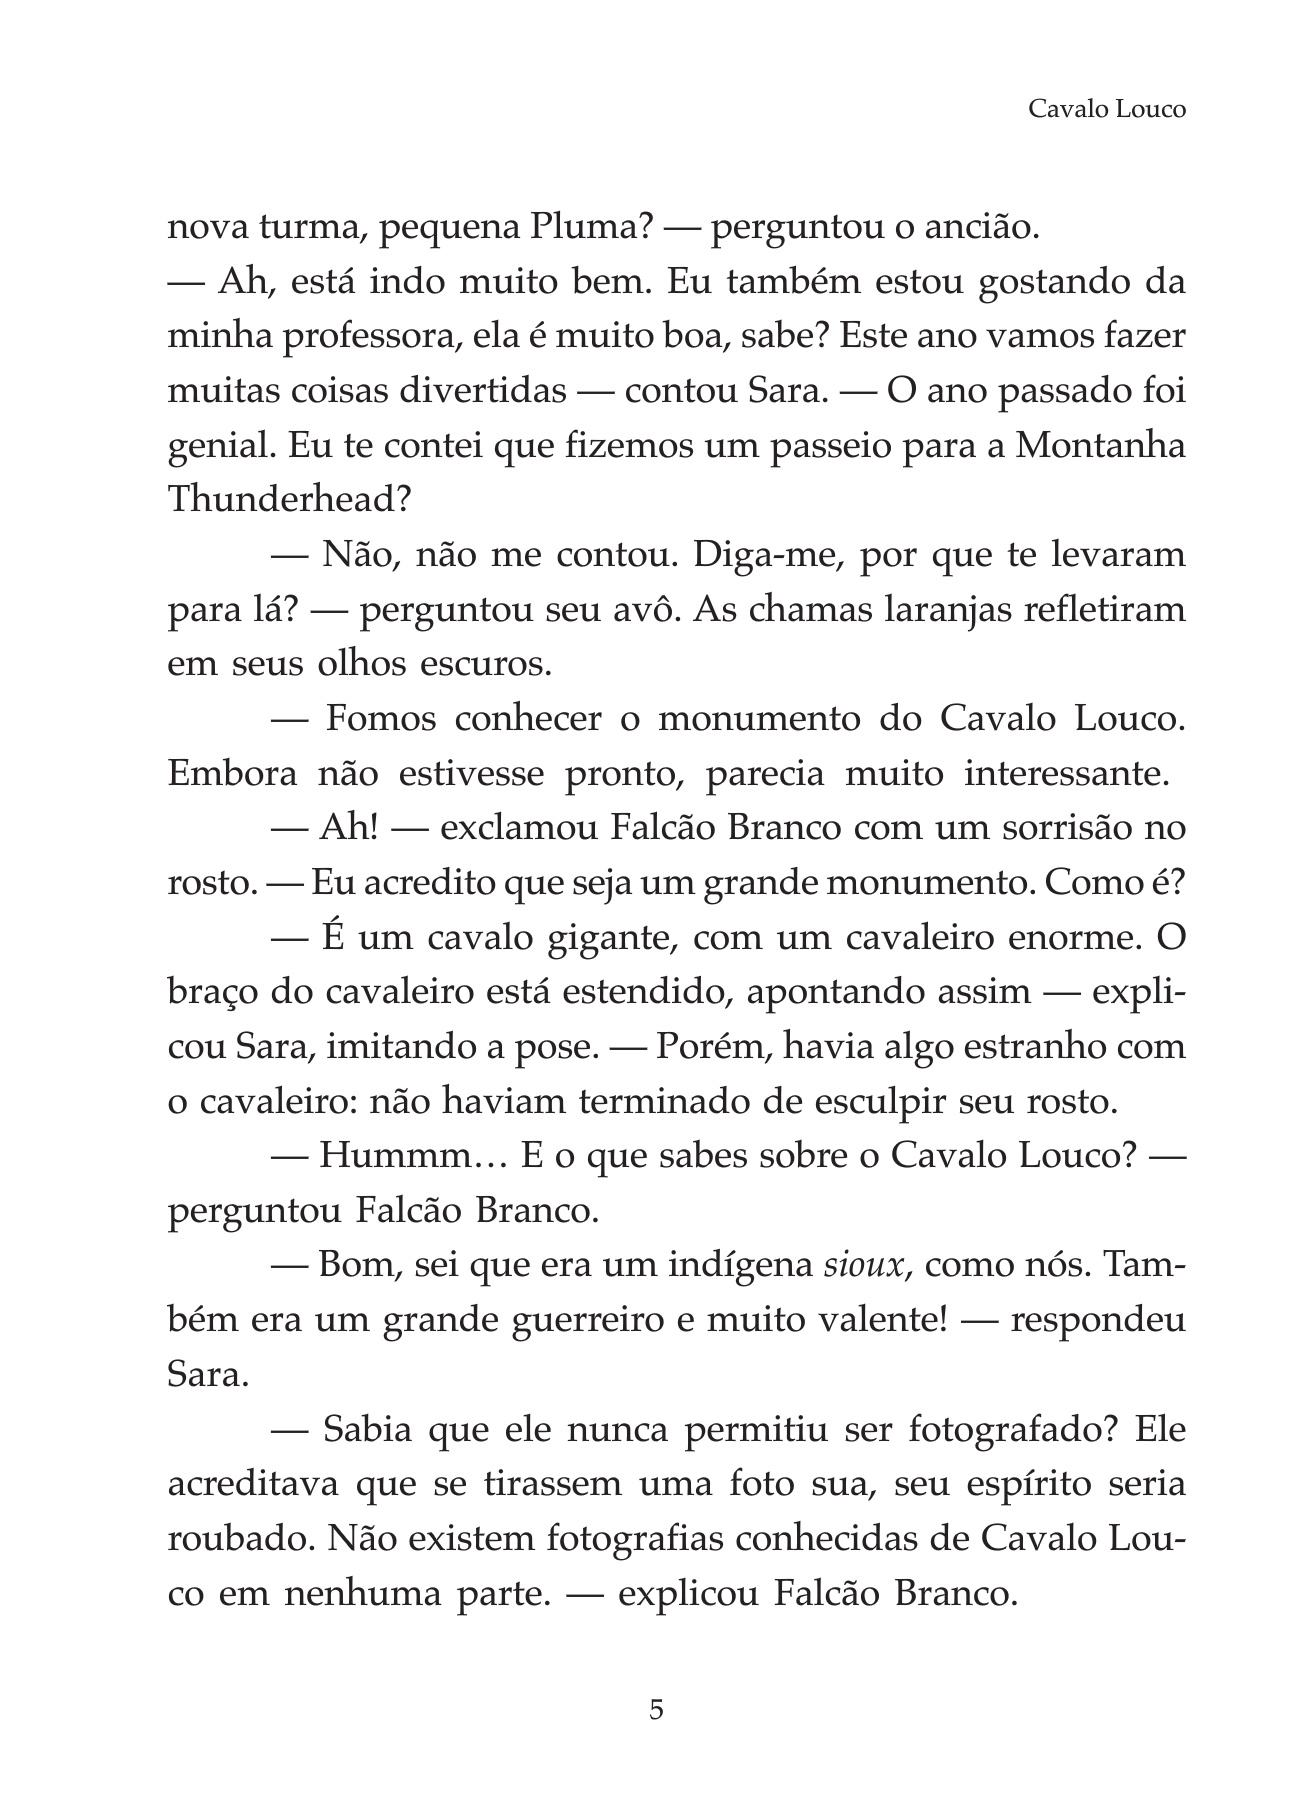 Cavalo Louco
nova turma, pequena Pluma? — perguntou o ancião.
— Ah, está indo muito bem. Eu também estou gostando da
minha professora, ela é muito boa, sabe? Este ano vamos fazer
muitas coisas divertidas — contou Sara. — O ano passado foi
genial. Eu te contei que fizemos um passeio para a Montanha
Thunderhead?
— Não, não me contou. Diga-me, por que te levaram
para lá? — perguntou seu avô. As chamas laranjas refletiram
em seus olhos escuros.
— Fomos conhecer o monumento do Cavalo Louco.
Embora não estivesse pronto, parecia muito interessante.
— Ah! — exclamou Falcão Branco com um sorrisão no
rosto. — Eu acredito que seja um grande monumento. Como é?
— É um cavalo gigante, com um cavaleiro enorme. O
braço do cavaleiro está estendido, apontando assim — expli-
cou Sara, imitando a pose. — Porém, havia algo estranho com
o cavaleiro: não haviam terminado de esculpir seu rosto.
— Hummm… E o que sabes sobre o Cavalo Louco? —
perguntou Falcão Branco.
— Bom, sei que era um indígena sioux, como nós. Tam-
bém era um grande guerreiro e muito valente! — respondeu
Sara.
— Sabia que ele nunca permitiu ser fotografado? Ele
acreditava que se tirassem uma foto sua, seu espírito seria
roubado. Não existem fotografias conhecidas de Cavalo Lou-
co em nenhuma parte. — explicou Falcão Branco.
5